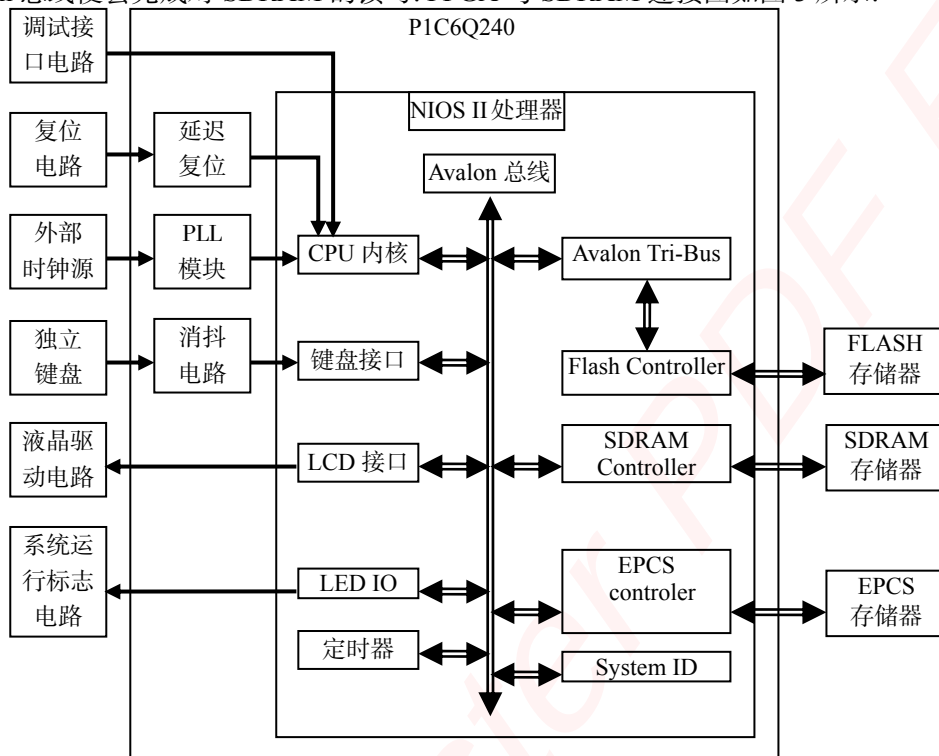 P1C6Q240
调试接
口电路
NIOS II 处理器
复位
电路
延迟
复位
Avalon 总线
外部
时钟源
PLL
模块
CPU 内核
Avalon Tri-Bus
独立
键盘
消抖
电路
键盘接口
Flash Controller
FLASH
存储器
液晶驱
动电路
LCD 接口
SDRAM
Controller
SDRAM
存储器
系统运
行标志
电路
LED IO
EPCS
controler
EPCS
存储器
定时器
System ID